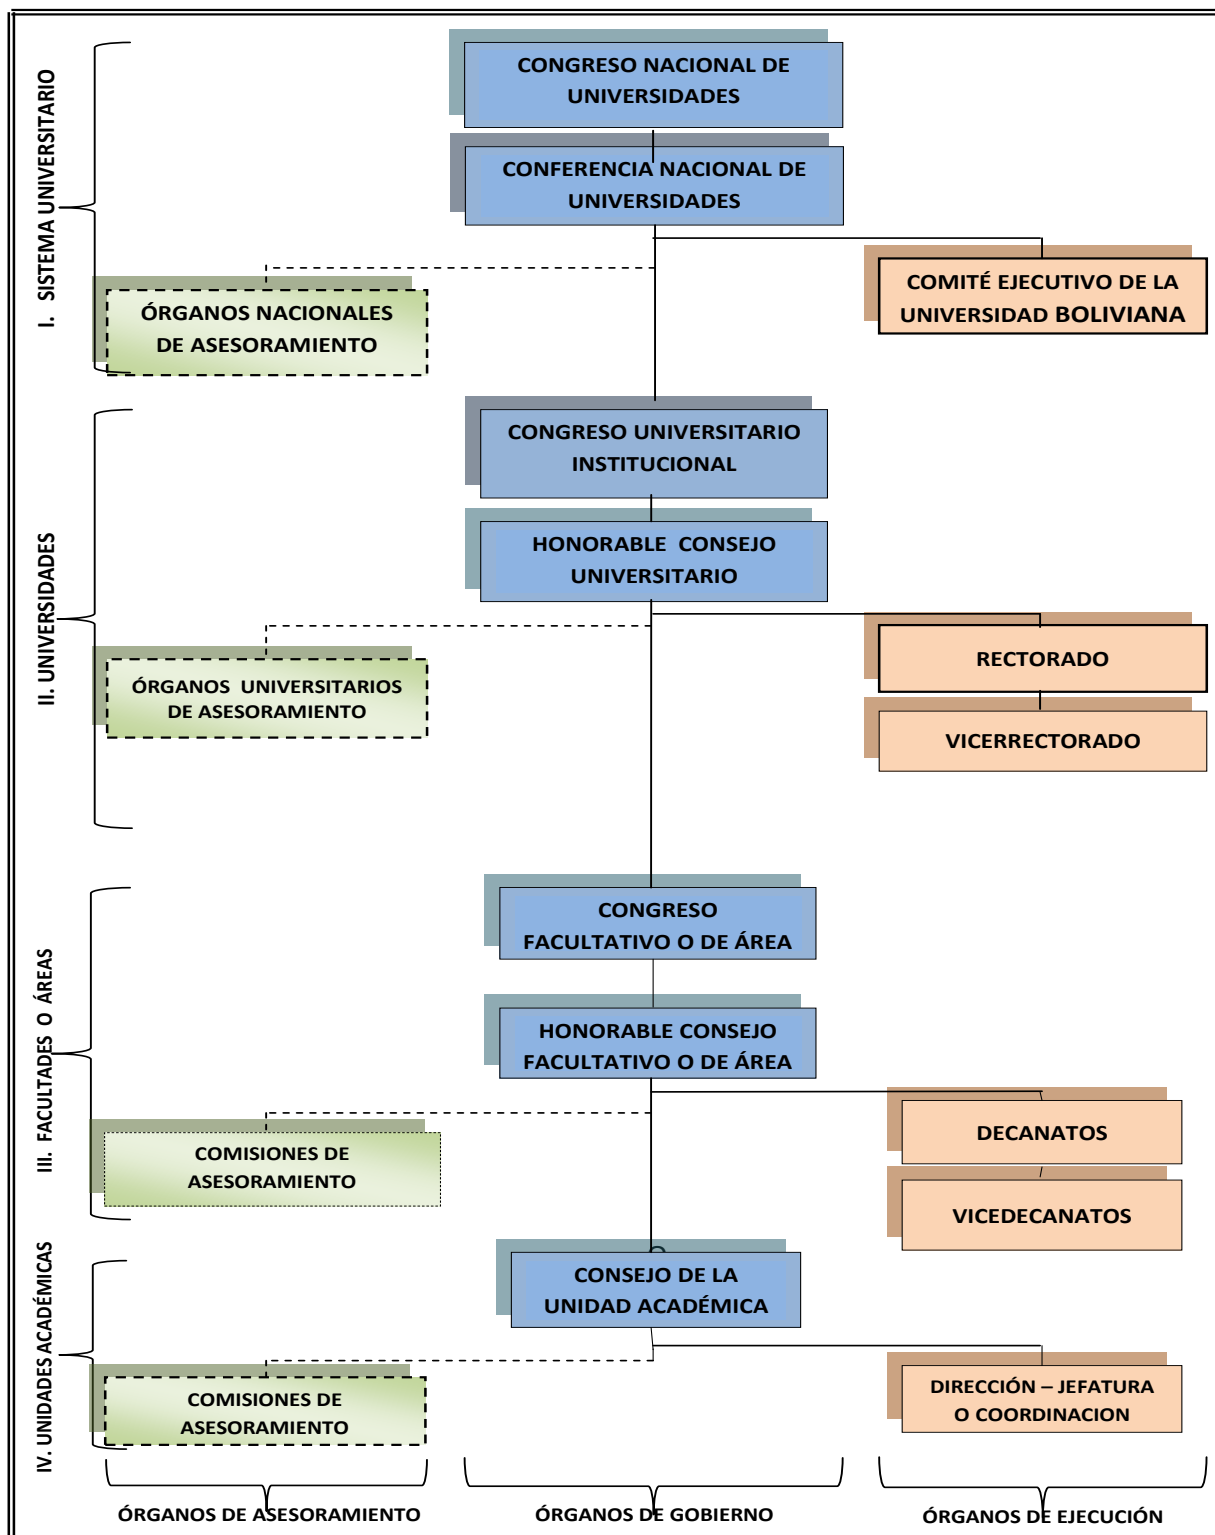 I. SISTEMA UNIVERSITARIO
CONGRESO NACIONAL DE
UNIVERSIDADES
CONFERENCIA NACIONAL DE
UNIVERSIDADES
ÓRGANOS NACIONALES
DE ASESORAMIENTO
COMITÉ EJECUTIVO DE LA
UNIVERSIDAD BOLIVIANA
II. UNIVERSIDADES
CONGRESO UNIVERSITARIO
INSTITUCIONAL
HONORABLE CONSEJO
UNIVERSITARIO
ÓRGANOS UNIVERSITARIOS
DE ASESORAMIENTO
RECTORADO
VICERRECTORADO
III. FACULTADES O ÁREAS
CONGRESO
FACULTATIVO O DE ÁREA
HONORABLE CONSEJO
FACULTATIVO O DE ÁREA
COMISIONES DE
ASESORAMIENTO
DECANATOS
VICEDECANATOS
IV. UNIDADES ACADÉMICAS
CONSEJO DE LA
UNIDAD ACADÉMICA
COMISIONES DE
ASESORAMIENTO
DIRECCIÓN – JEFATURA
O COORDINACION
ÓRGANOS DE ASESORAMIENTO
ÓRGANOS DE GOBIERNO
ÓRGANOS DE EJECUCIÓN